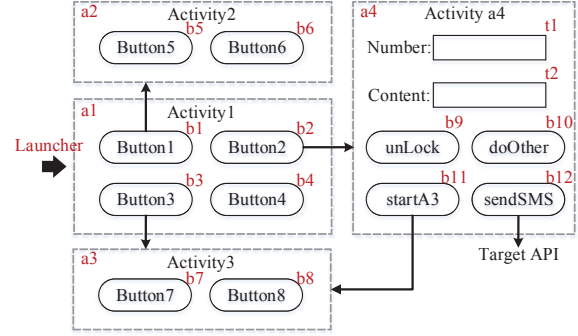 a2
Activity2
b5
b6
Button5
Button6
a1
Activity1
Launcher
b1
b2
Button1
Button2
b3
b4
Button3
Button4
a3
Activity3
b7
b8
Button7
Button8
a4
Activity a4
t1
Number:
t2
Content:
b9
b10
unLock
doOther
b11
b12
startA3
sendSMS
Target API